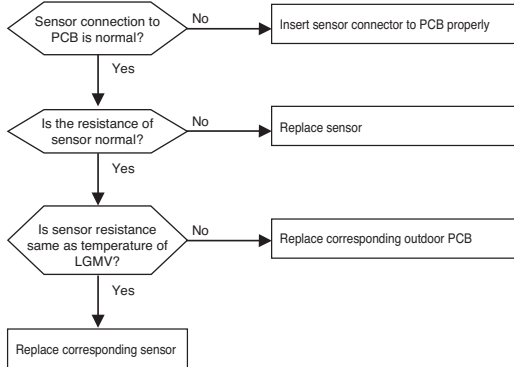 Sensor connection to
PCB is normal?
No
Insert sensor connector to PCB properly
Yes
Is the resistance of
sensor normal?
No
Replace sensor
Yes
Is sensor resistance
same as temperature of
LGMV?
No
Replace corresponding outdoor PCB
Yes
Replace corresponding sensor